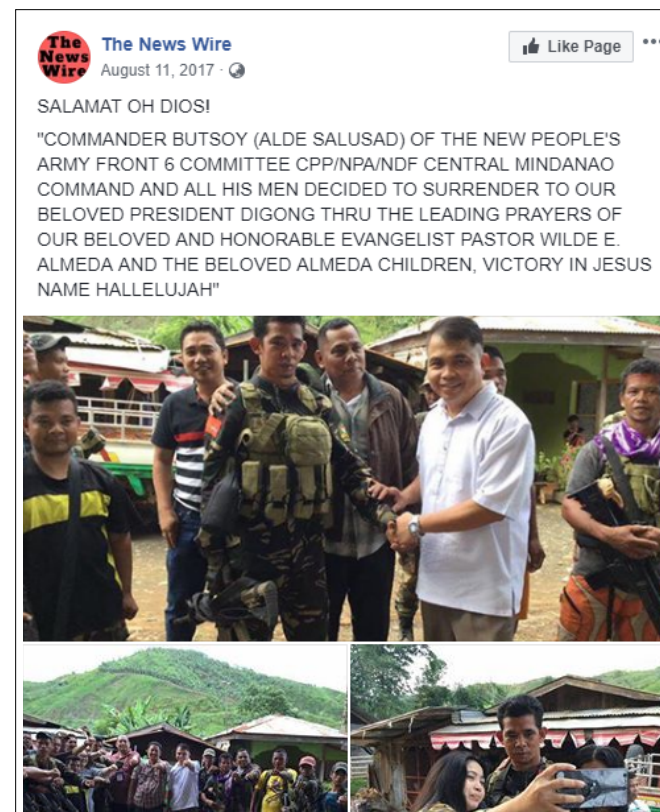 The News Wire
The News Wire
Like Page
August 11, 2017
SALAMAT OH DIOS!
"COMMANDER BUTSOY (ALDE SALUSAD) OF THE NEW PEOPLE'S
ARMY FRONT 6 COMMITTEE CPP/NPA/NDF CENTRAL MINDANAO
COMMAND AND ALL HIS MEN DECIDED TO SURRENDER TO OUR
BELOVED PRESIDENT DIGONG THRU THE LEADING PRAYERS OF
OUR BELOVED AND HONORABLE EVANGELIST PASTOR WILDE E.
ALMEDA AND THE BELOVED ALMEDA CHILDREN, VICTORY IN JESUS
NAME HALLELUJAH"